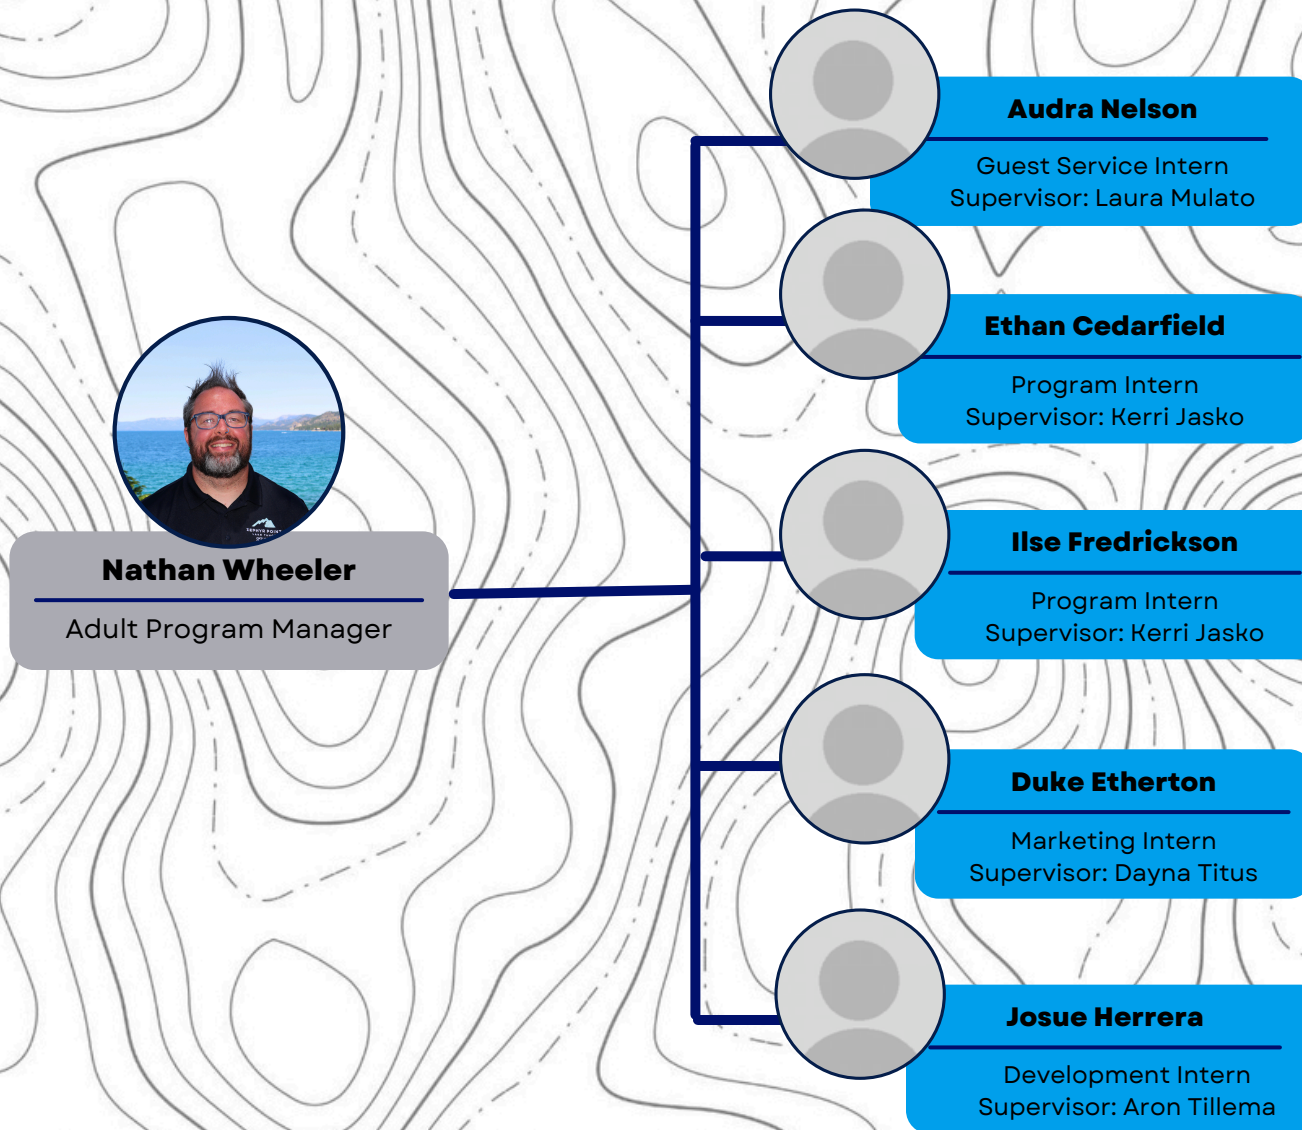 Audra Nelson
Guest Service Intern
Supervisor: Laura Mulato
Ethan Cedarfield
Program Intern
Supervisor: Kerri Jasko
Nathan Wheeler
Adult Program Manager
Ilse Fredrickson
Program Intern
Supervisor: Kerri Jasko
Duke Etherton
Marketing Intern
Supervisor: Dayna Titus
Josue Herrera
Development Intern
Supervisor: Aron Tillema
ZEPHYR POINT